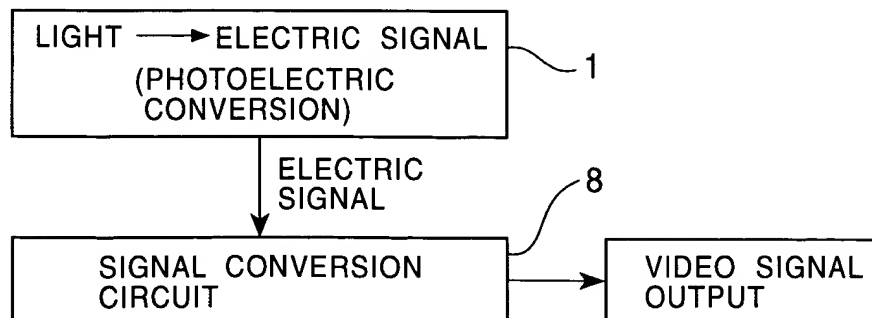 LIGHT → ELECTRIC SIGNAL
(PHOTOELECTRIC
CONVERSION)
1
ELECTRIC
SIGNAL
8
SIGNAL CONVERSION
CIRCUIT
VIDEO SIGNAL
OUTPUT